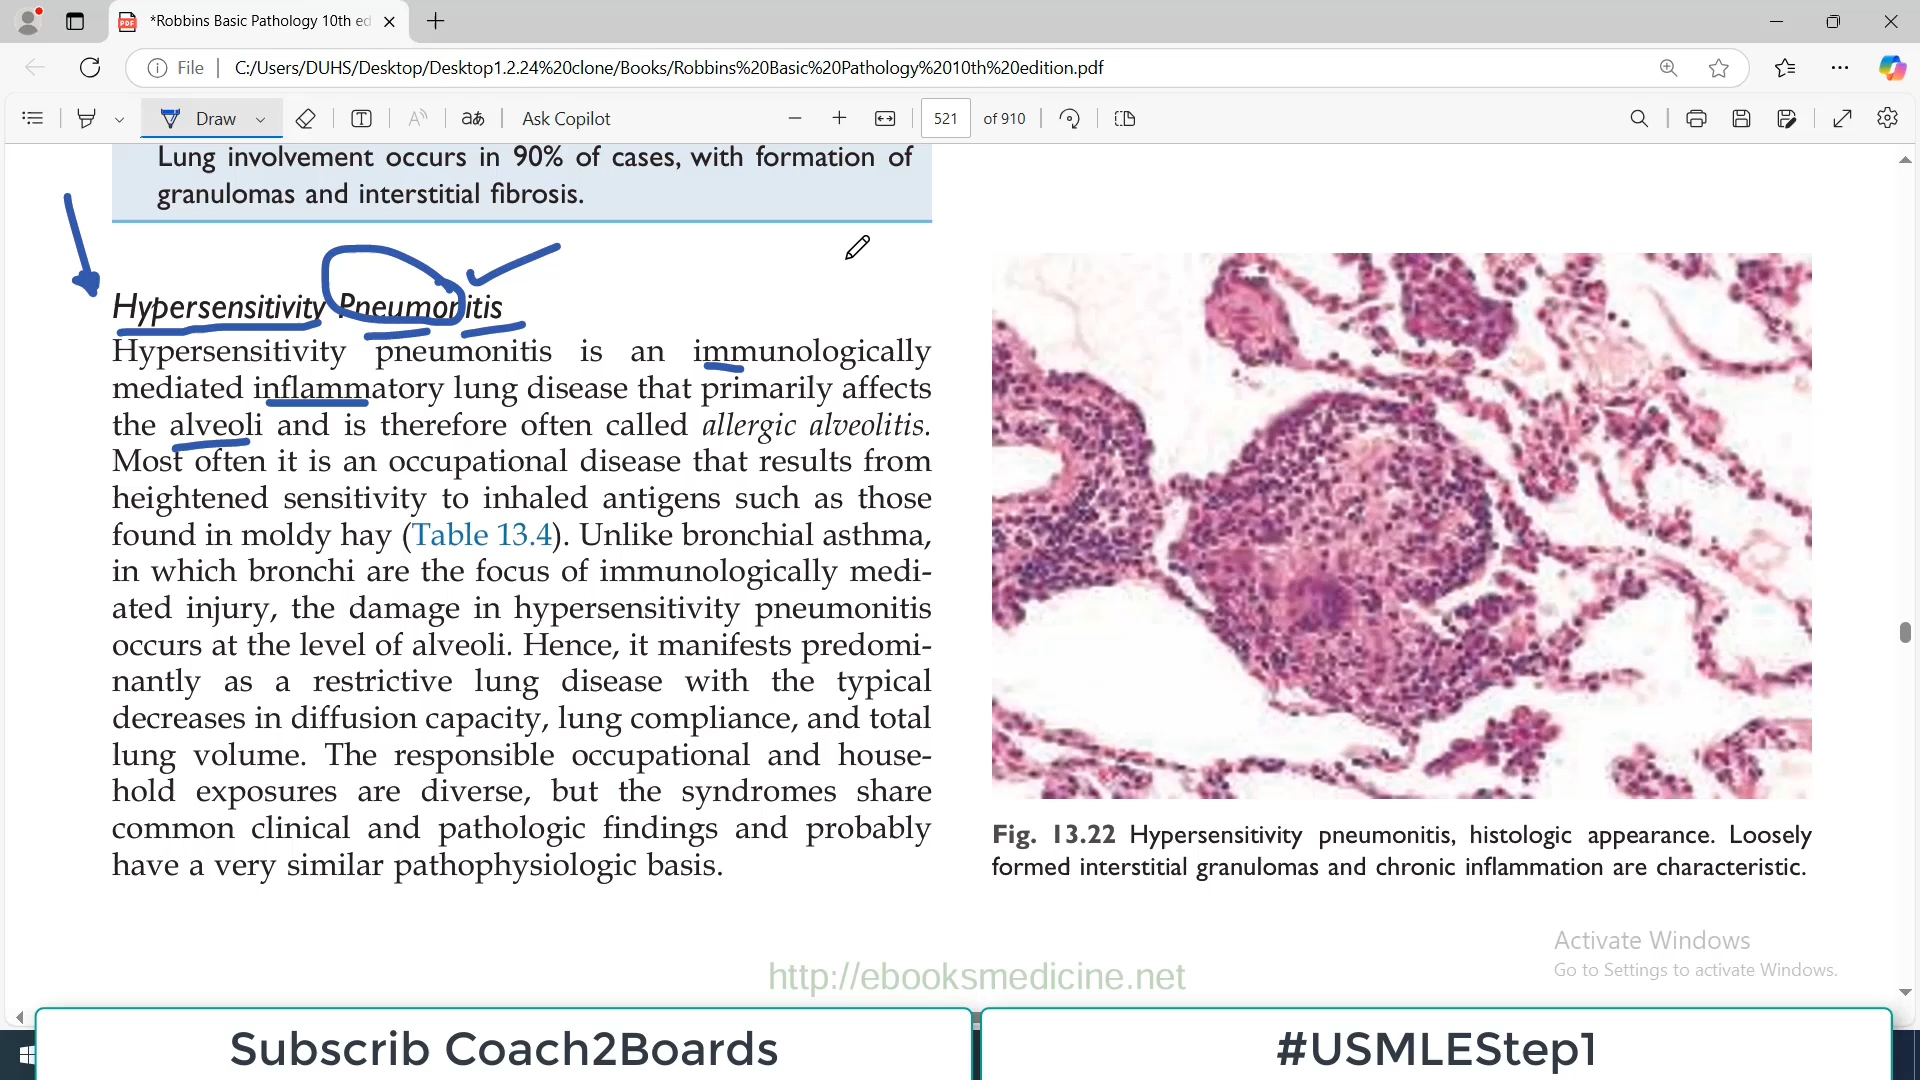 *Robbins Basic Pathology 10th ed
File
C:/Users/DUHS/Desktop/Desktop1.2.24%20clone/Books/Robbins%20Basic%20Pathology%2010th%20edition.pdf
Draw
Ask Copilot
521 of 910
Lung involvement occurs in 90% of cases, with formation of
granulomas and interstitial fibrosis.
Hypersensitivity Pneumonitis
Hypersensitivity pneumonitis is an immunologically
mediated inflammatory lung disease that primarily affects
the alveoli and is therefore often called allergic alveolitis.
Most often it is an occupational disease that results from
heightened sensitivity to inhaled antigens such as those
found in moldy hay (Table 13.4). Unlike bronchial asthma,
in which bronchi are the focus of immunologically medi-
ated injury, the damage in hypersensitivity pneumonitis
occurs at the level of alveoli. Hence, it manifests predomi-
nantly as a restrictive lung disease with the typical
decreases in diffusion capacity, lung compliance, and total
lung volume. The responsible occupational and house-
hold exposures are diverse, but the syndromes share
common clinical and pathologic findings and probably
have a very similar pathophysiologic basis.
Fig. 13.22 Hypersensitivity pneumonitis, histologic appearance. Loosely
formed interstitial granulomas and chronic inflammation are characteristic.
Activate Windows
Go to Settings to activate Windows.
http://ebooksmedicine.net
Subscrib Coach2Boards
#USMLEStep1